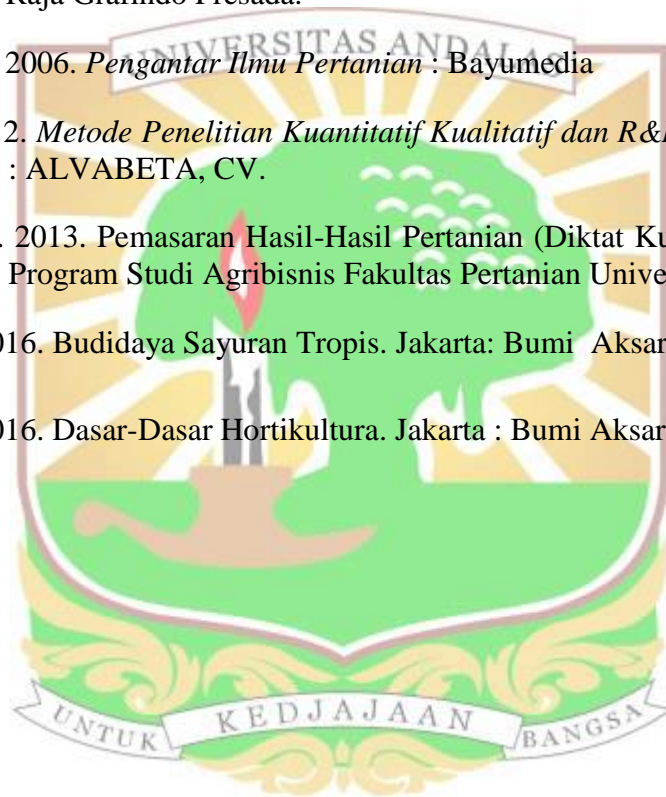 Raja Grafindo Presada.
UNIVERSITAS ANDALAS
2006. Pengantar Ilmu Pertanian : Bayumedia
2. Metode Penelitian Kuantitatif Kualitatif dan R&
: ALVABETA, CV.
. 2013. Pemasaran Hasil-Hasil Pertanian (Diktat Ku
Program Studi Agribisnis Fakultas Pertanian Unive
016. Budidaya Sayuran Tropis. Jakarta: Bumi Aksar
016. Dasar-Dasar Hortikultura. Jakarta : Bumi Aksar
UNTUK KEDJAJAAN BANGSA